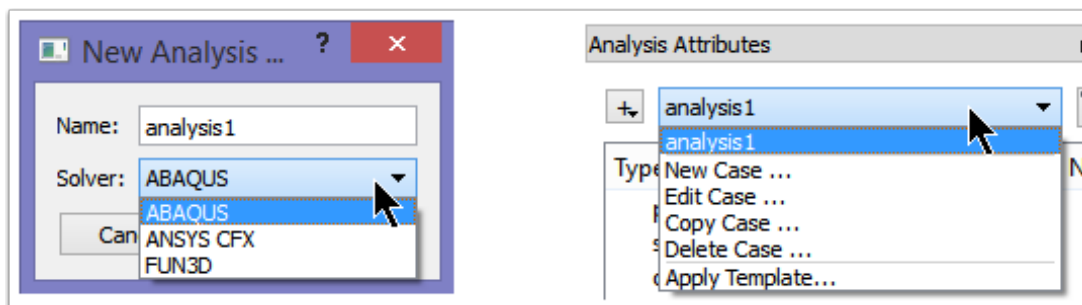 New Analysis ... ?
Name: analysis1
Solver: ABAQUS
ABAQUS
ANSYS CFX
FUN3D
Analysis Attributes
analysis1
analysis1
New Case ...
Edit Case ...
Copy Case ...
Delete Case ...
Apply Template...